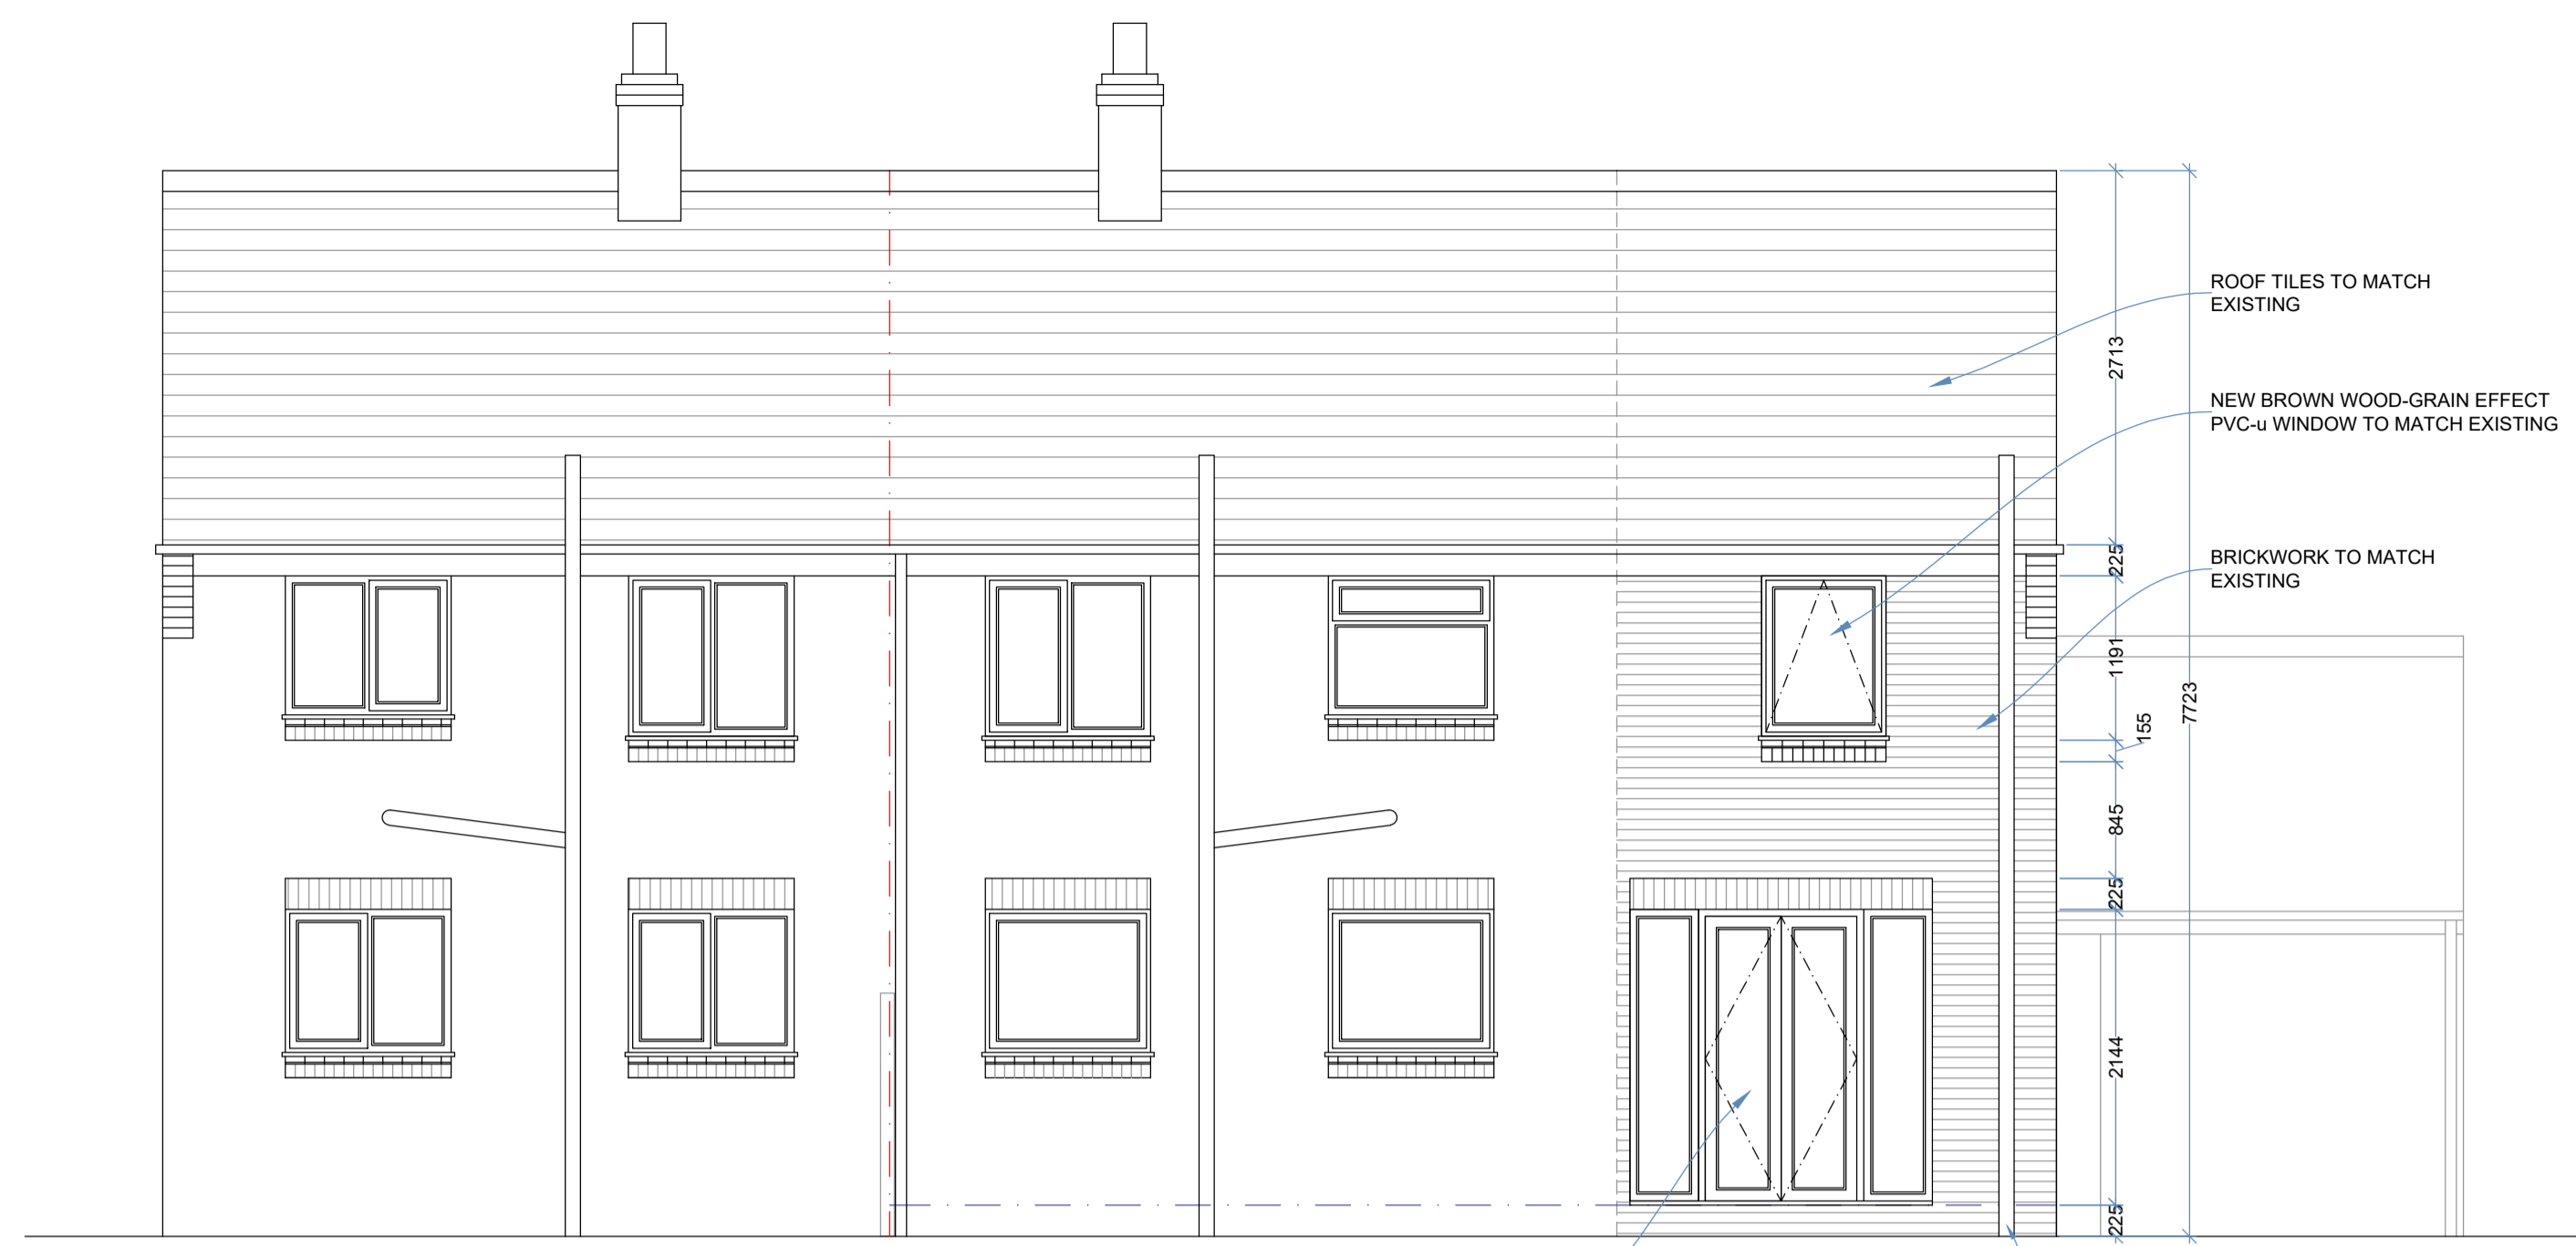 ROOF TILES TO MATCH
EXISTING
2713
NEW BROWN WOOD-GRAIN EFFECT
PVC-u WINDOW TO MATCH EXISTING
225
BRICKWORK TO MATCH
EXISTING
1191
7723
155
845
225
2144
225